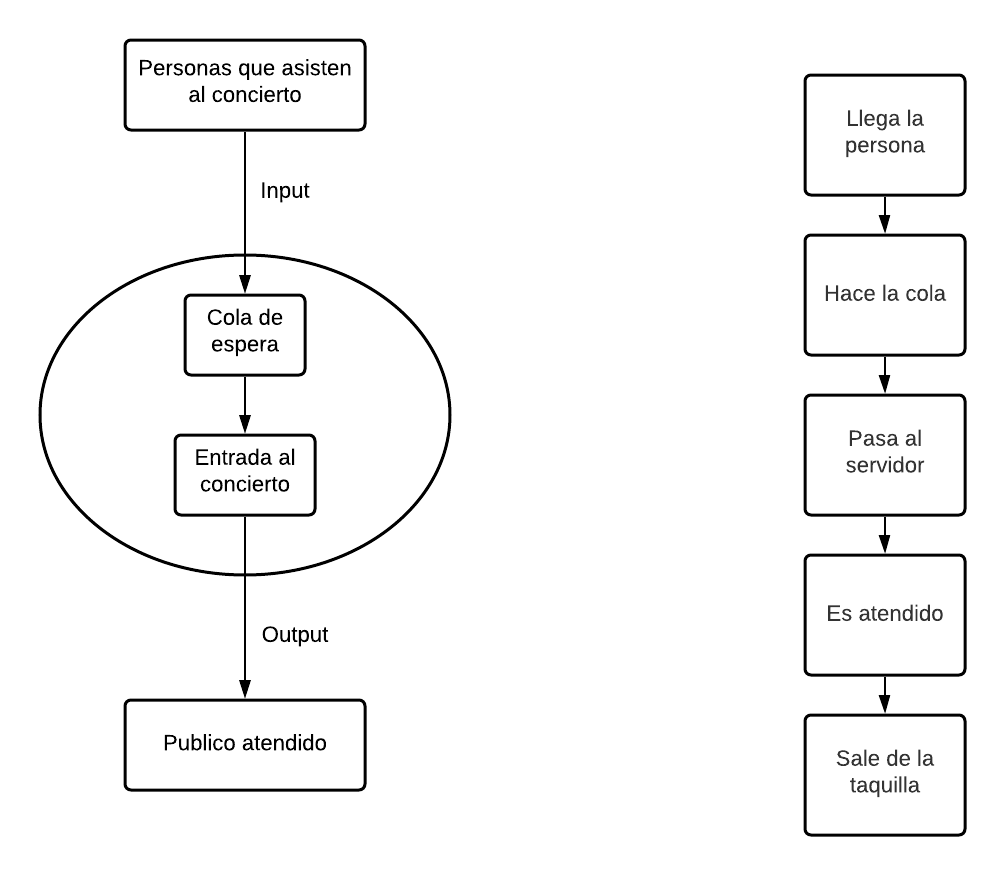 Personas que asisten
al concierto
Input
Cola de
espera
Entrada al
concierto
Output
Publico atendido
Llega la
persona
Hace la cola
Pasa al
servidor
Es atendido
Sale de la
taquilla